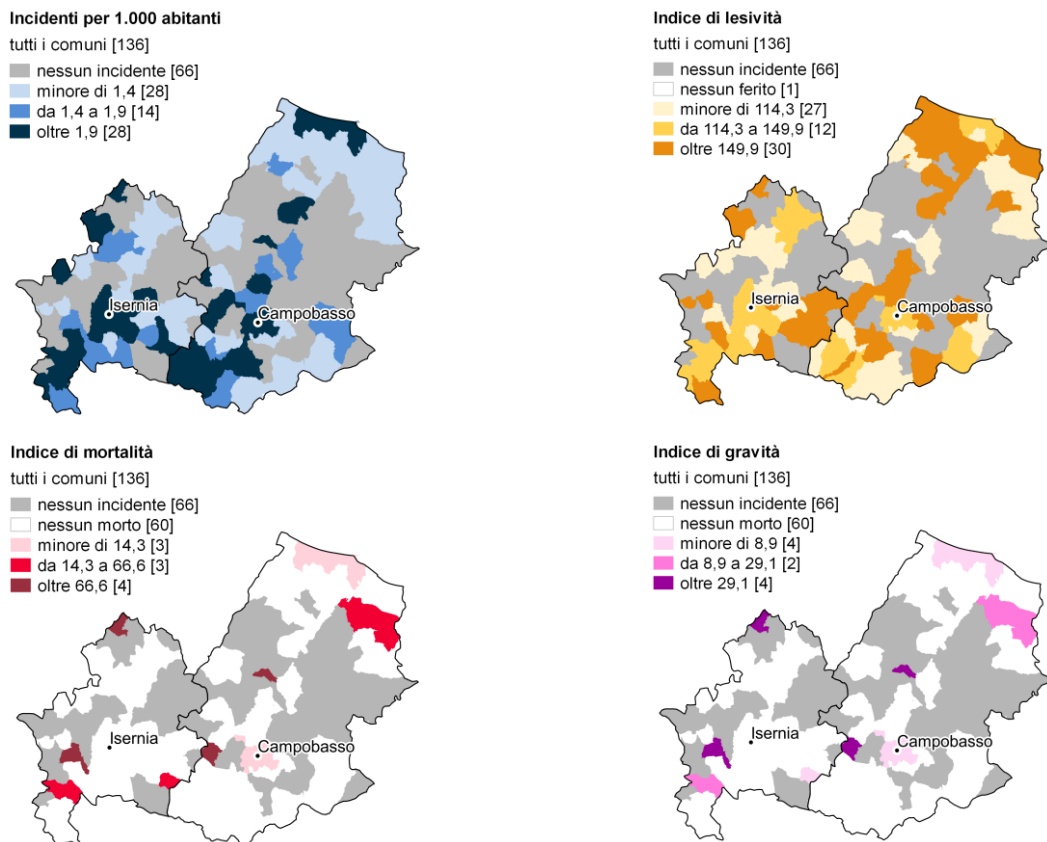 Incidenti per 1.000 abitanti
tutti i comuni [136]
nessun incidente [66]
minore di 1,4 [28]
da 1,4 a 1,9 [14]
oltre 1,9 [28]
Isernia
Campobasso
Indice di lesività
tutti i comuni [136]
nessun incidente [66]
nessun ferito [1]
minore di 114,3 [27]
da 114,3 a 149,9 [12]
oltre 149,9 [30]
Isernia
Campobasso
Indice di mortalità
tutti i comuni [136]
nessun incidente [66]
nessun morto [60]
minore di 14,3 [3]
da 14,3 a 66,6 [3]
oltre 66,6 [4]
Isernia
Campobasso
Indice di gravità
tutti i comuni [136]
nessun incidente [66]
nessun morto [60]
minore di 8,9 [4]
da 8,9 a 29,1 [2]
oltre 29,1 [4]
Isernia
Campobasso